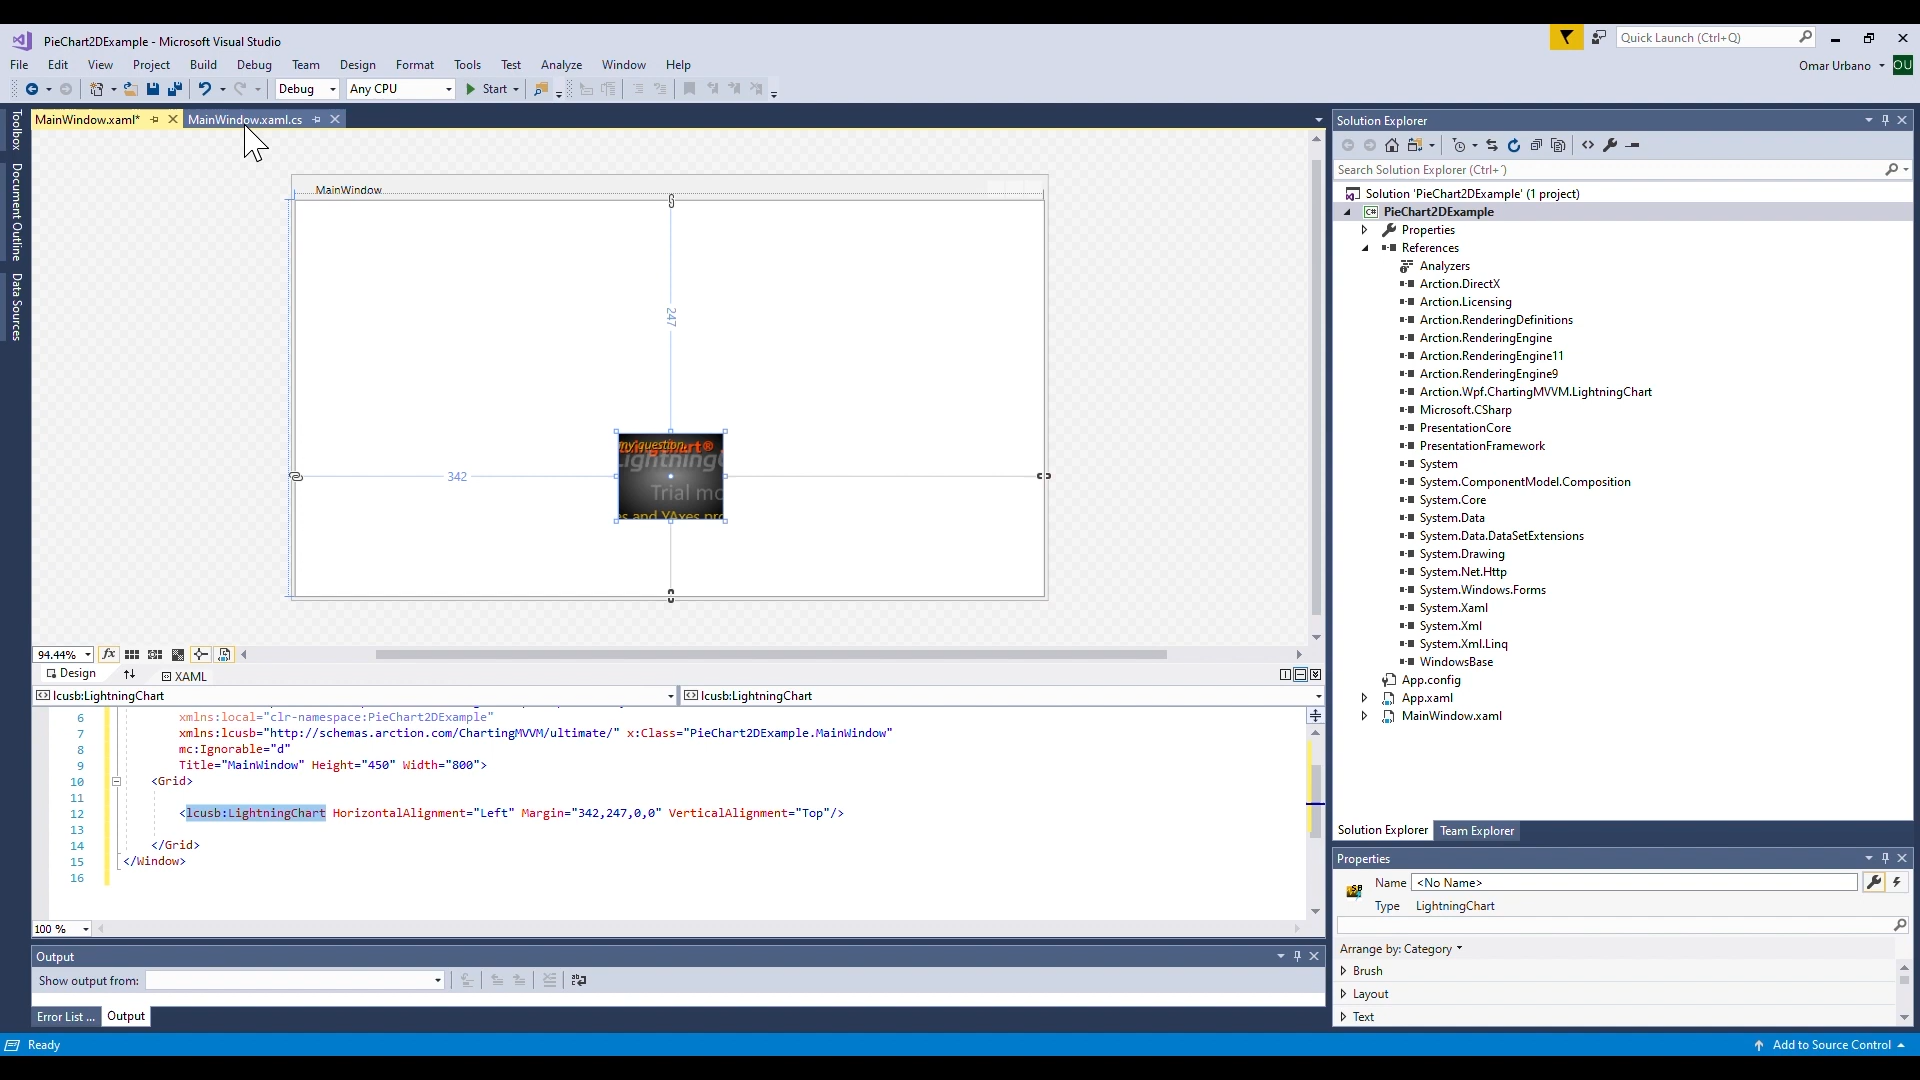 PieChart2DExample - Microsoft Visual Studio
Quick Launch (Ctrl+Q)
File Edit View Project Build Debug Team Design Format Tools Test Analyze Window Help
Omar Urbano OU
Debug Any CPU Start
MainWindow.xaml* MainWindow.xaml.cs
Toolbox
Document Outline
Data Sources
MainWindow
247
342
ny question.
LightningC
Trial mo
es and YAxes pro
94.44%
Design XAML
lcusb:LightningChart lcusb:LightningChart
6 xmlns:local="clr-namespace:PieChart2DExample"
7 xmlns:lcusb="http://schemas.arction.com/ChartingMVVM/ultimate/" x:Class="PieChart2DExample.MainWindow"
8 mc:Ignorable="d"
9 Title="MainWindow" Height="450" Width="800">
10 <Grid>
11
12 <lcusb:LightningChart HorizontalAlignment="Left" Margin="342,247,0,0" VerticalAlignment="Top"/>
13
14 </Grid>
15 </Window>
16
100 %
Output
Show output from:
Error List ... Output
Ready
Add to Source Control
Solution Explorer
Search Solution Explorer (Ctrl+')
Solution 'PieChart2DExample' (1 project)
C# PieChart2DExample
Properties
References
Analyzers
Arction.DirectX
Arction.Licensing
Arction.RenderingDefinitions
Arction.RenderingEngine
Arction.RenderingEngine11
Arction.RenderingEngine9
Arction.Wpf.ChartingMVVM.LightningChart
Microsoft.CSharp
PresentationCore
PresentationFramework
System
System.ComponentModel.Composition
System.Core
System.Data
System.Data.DataSetExtensions
System.Drawing
System.Net.Http
System.Windows.Forms
System.Xaml
System.Xml
System.Xml.Linq
WindowsBase
App.config
App.xaml
MainWindow.xaml
Solution Explorer Team Explorer
Properties
Name <No Name>
Type LightningChart
Arrange by: Category
Brush
Layout
Text